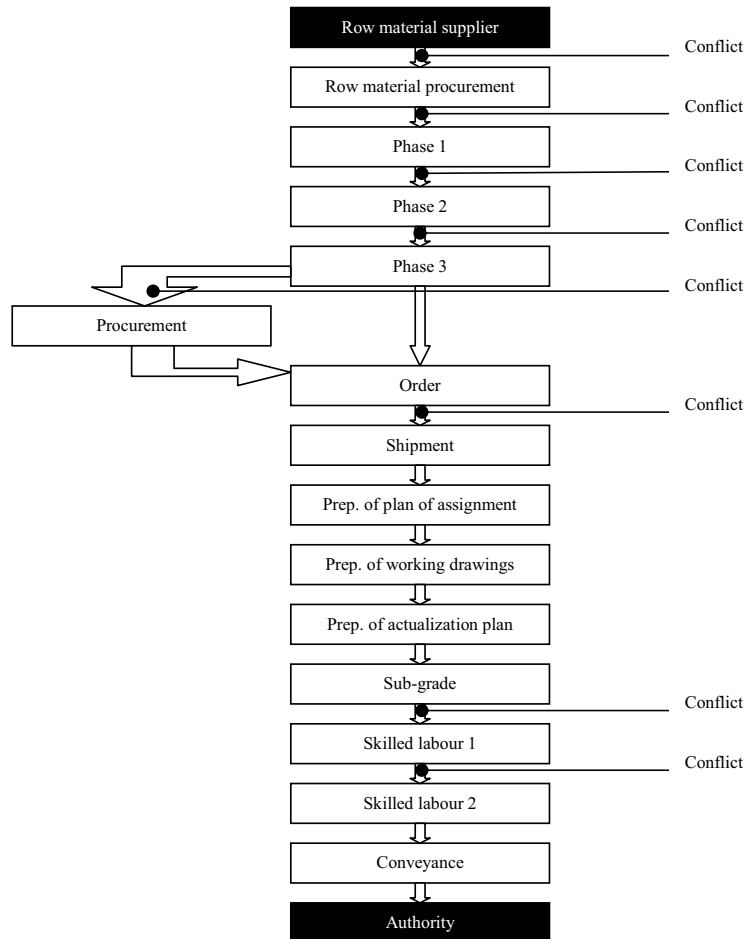 Row material supplier
Conflict
Row material procurement
Conflict
Phase 1
Conflict
Phase 2
Conflict
Phase 3
Conflict
Procurement
Order
Conflict
Shipment
Prep. of plan of assignment
Prep. of working drawings
Prep. of actualization plan
Sub-grade
Conflict
Skilled labour 1
Conflict
Skilled labour 2
Conveyance
Authority